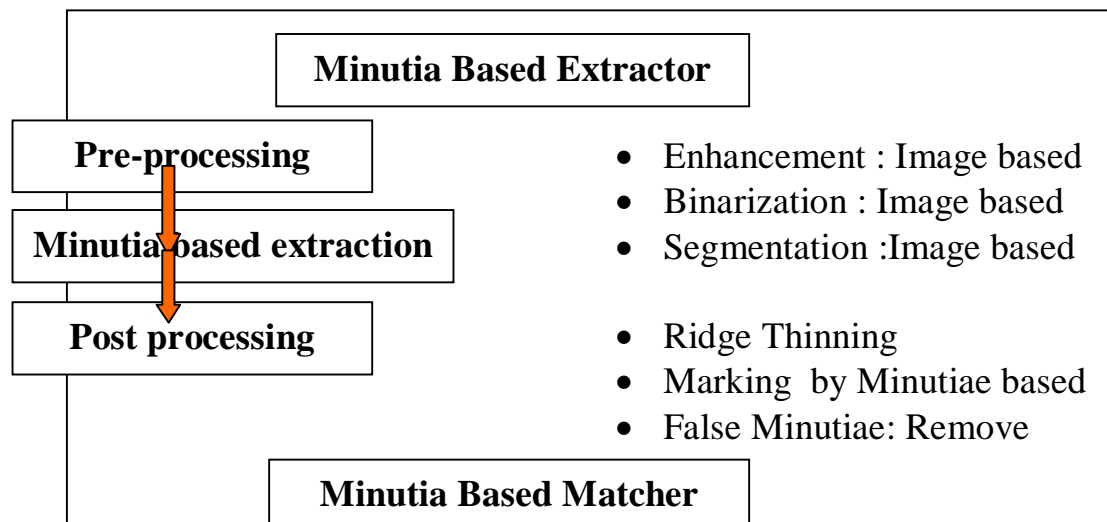 Minutia Based Extractor
Pre-processing
Minutia based extraction
Post processing
• Enhancement : Image based
• Binarization : Image based
• Segmentation :Image based
• Ridge Thinning
• Marking by Minutiae based
• False Minutiae: Remove
Minutia Based Matcher